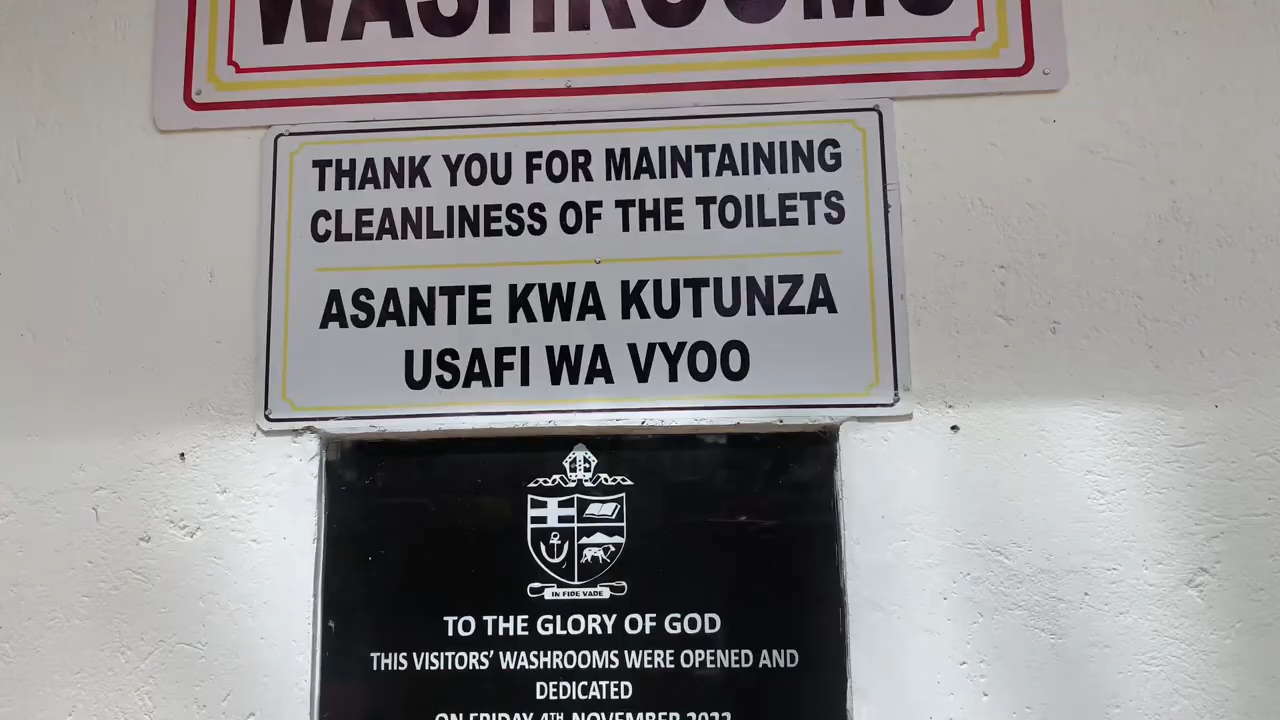 WASHROOMS
THANK YOU FOR MAINTAINING
CLEANLINESS OF THE TOILETS
ASANTE KWA KUTUNZA
USAFI WA VYOO
IN FIDE VADE
TO THE GLORY OF GOD
THIS VISITORS' WASHROOMS WERE OPENED AND
DEDICATED
ON FRIDAY 4TH NOVEMBER 2022